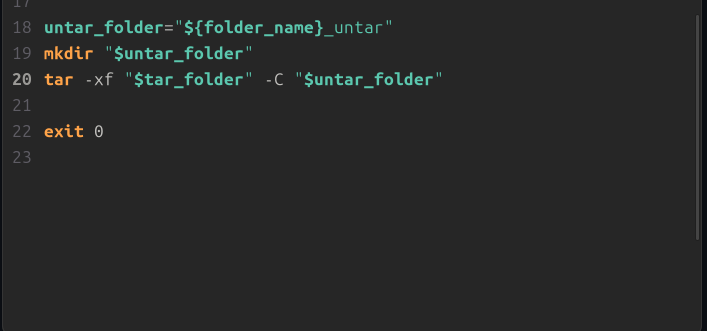 17
18 untar_folder="${folder_name}_untar"
19 mkdir "$untar_folder"
20 tar -xf "$tar_folder" -C "$untar_folder"
21
22 exit 0
23